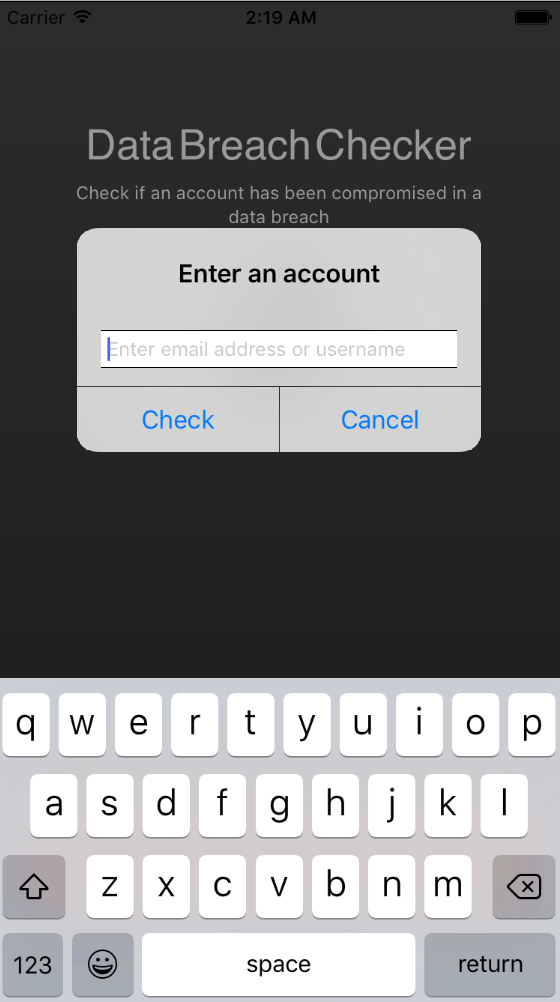 Carrier 2:19 AM
Data Breach Checker
Check if an account has been compromised in a
data breach
Enter an account
Enter email address or username
Check Cancel
q w e r t y u i o p
a s d f g h j k l
z x c v b n m
123 space return